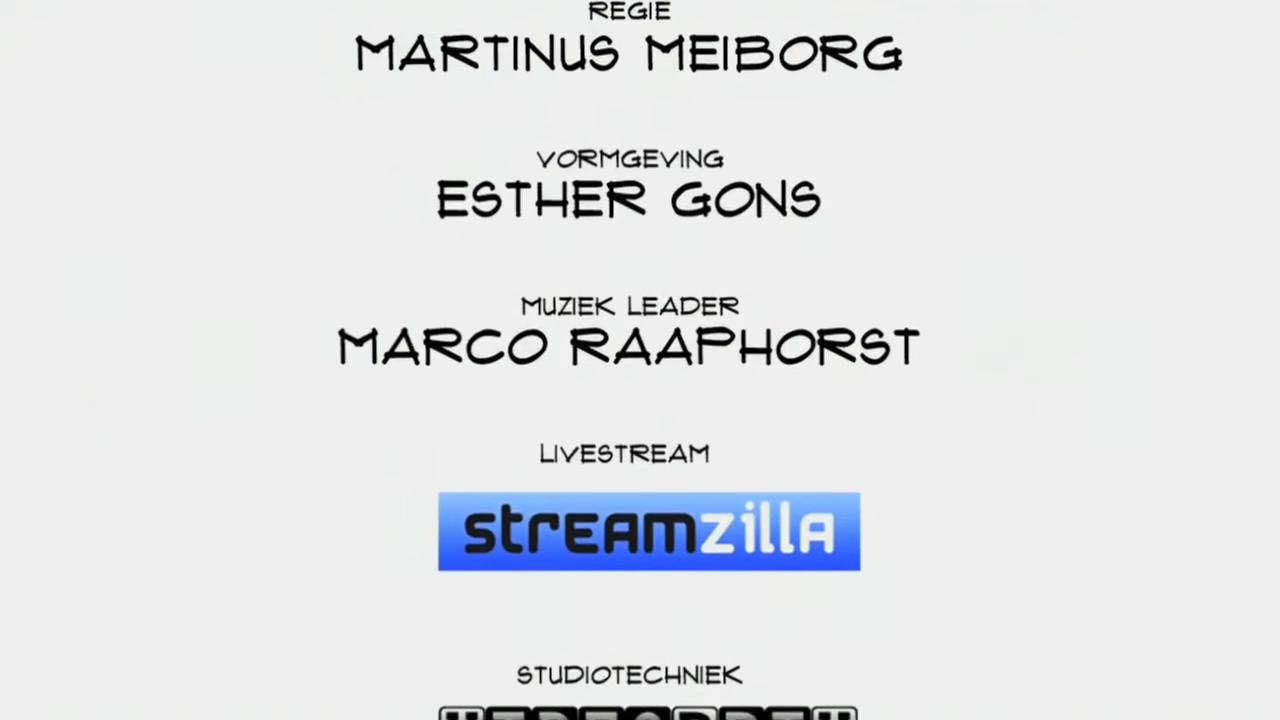 REGIE
MARTINUS MEIBORG
VORMGEVING
ESTHER GONS
MUZIEK LEADER
MARCO RAAPHORST
LIVESTREAM
streamzilla
STUDIOTECHNIEK